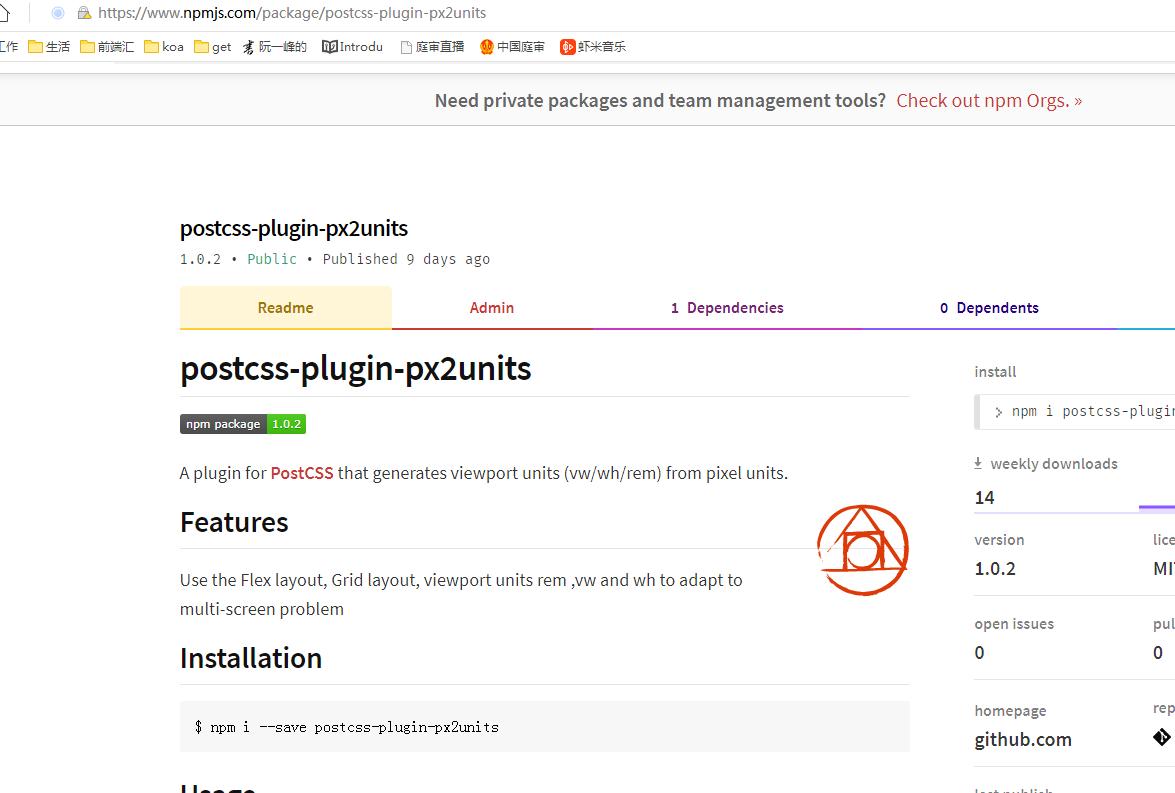 https://www.npmjs.com/package/postcss-plugin-px2units
工作 生活 前端汇 koa get 阮一峰的 Introdu 庭审直播 中国庭审 虾米音乐
Need private packages and team management tools? Check out npm Orgs. »
postcss-plugin-px2units
1.0.2 • Public • Published 9 days ago
Readme Admin 1 Dependencies 0 Dependents
postcss-plugin-px2units
npm package 1.0.2
A plugin for PostCSS that generates viewport units (vw/wh/rem) from pixel units.
Features
Use the Flex layout, Grid layout, viewport units rem ,vw and wh to adapt to
multi-screen problem
Installation
$ npm i --save postcss-plugin-px2units
Usage
install
> npm i postcss-plugin
weekly downloads
14
version lice
1.0.2 MI
open issues pul
0 0
homepage rep
github.com
last publish